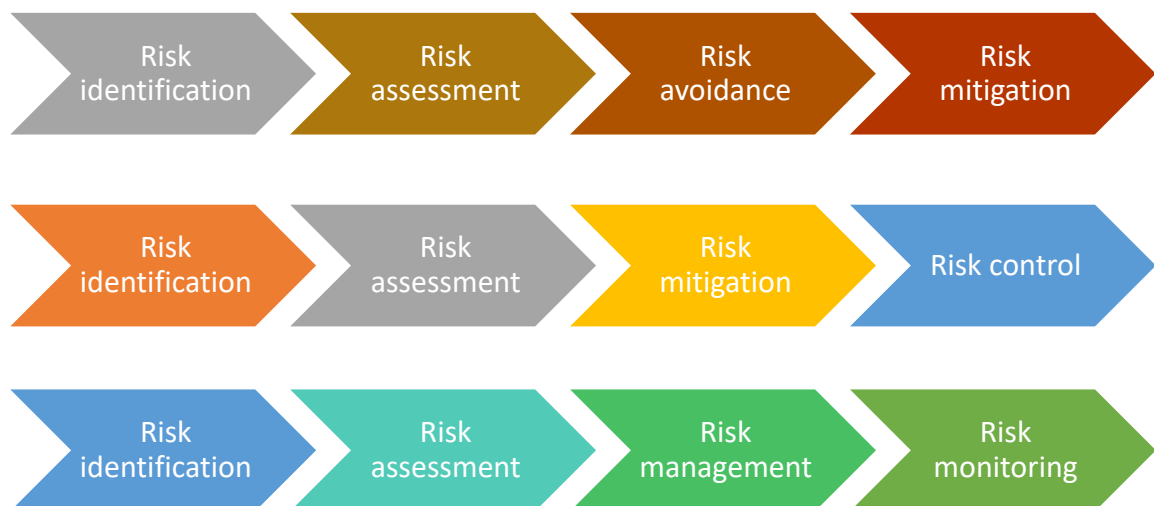 Risk
identification
Risk
assessment
Risk
avoidance
Risk
mitigation
Risk
identification
Risk
assessment
Risk
mitigation
Risk control
Risk
identification
Risk
assessment
Risk
management
Risk
monitoring